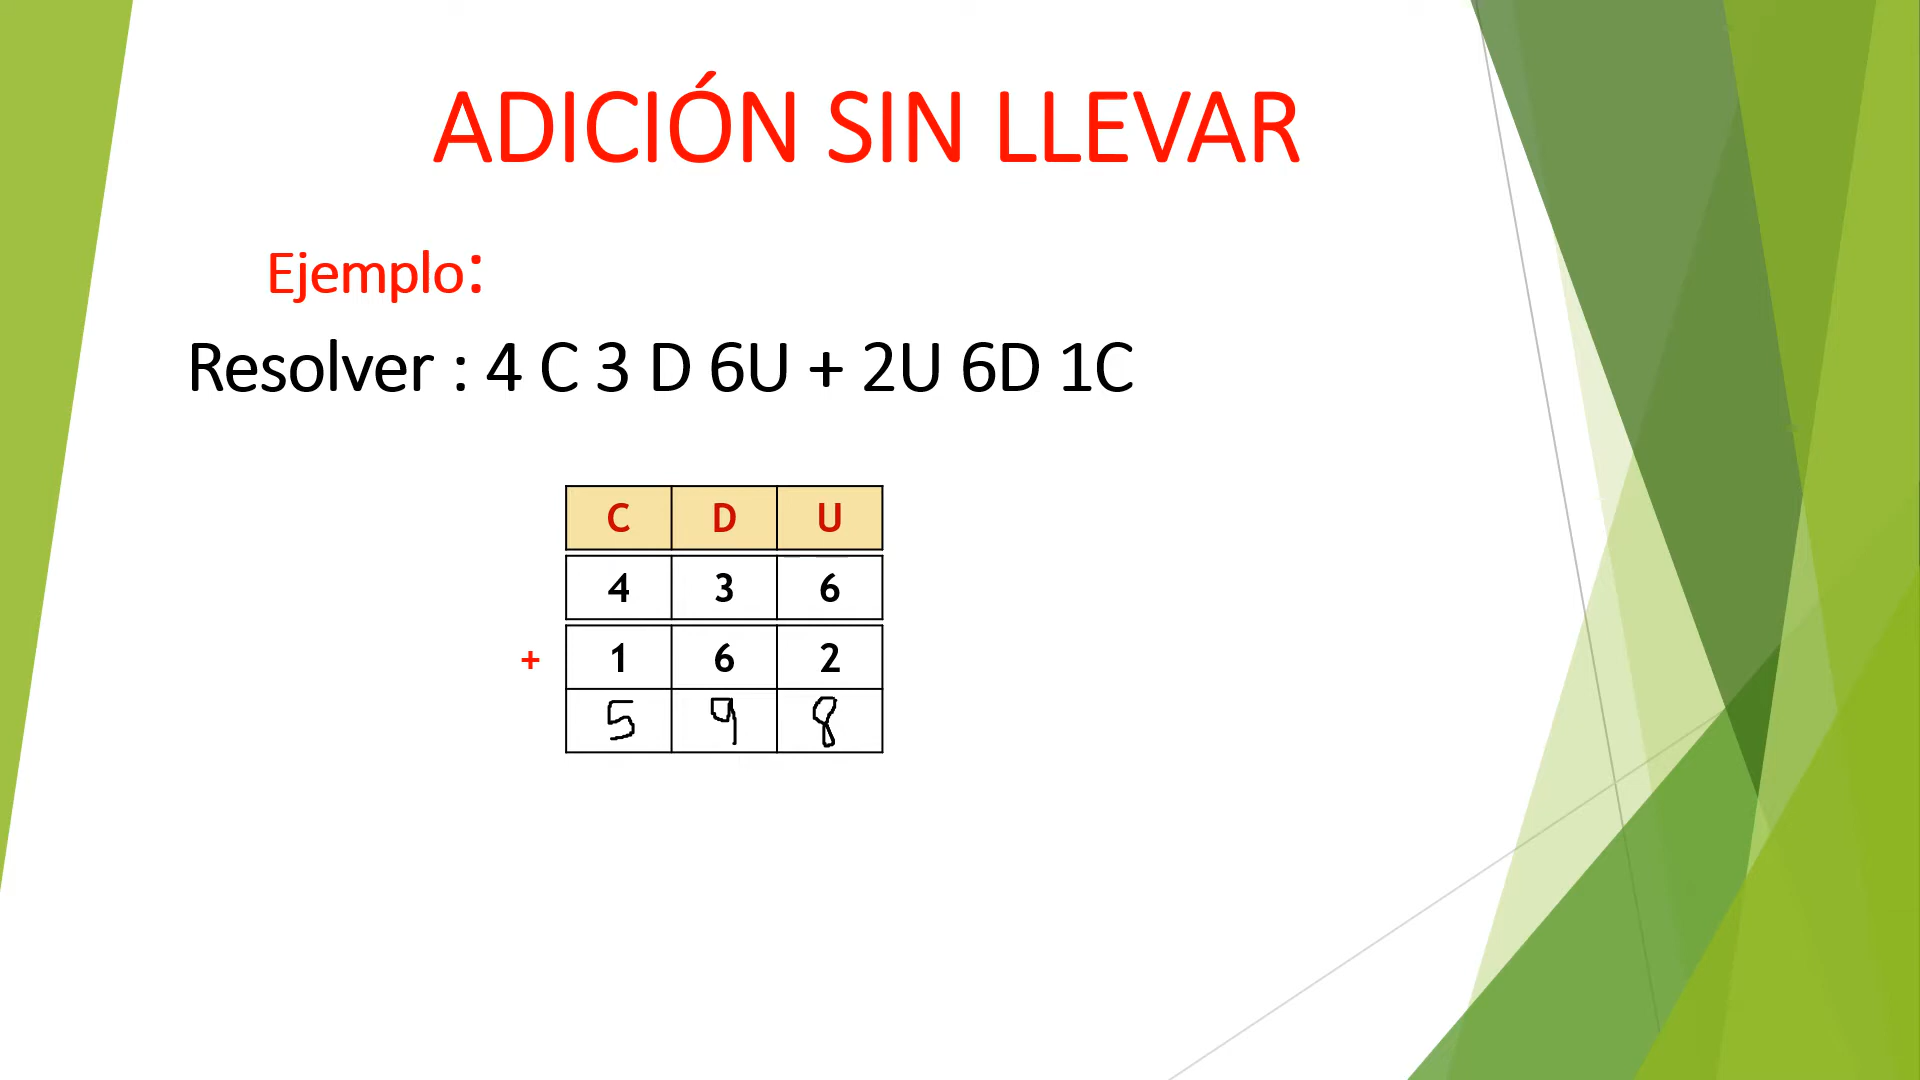 ADICIÓN SIN LLEVAR
Ejemplo:
Resolver : 4 C 3 D 6U + 2U 6D 1C
C D U
4 3 6
+ 1 6 2
5 9 8